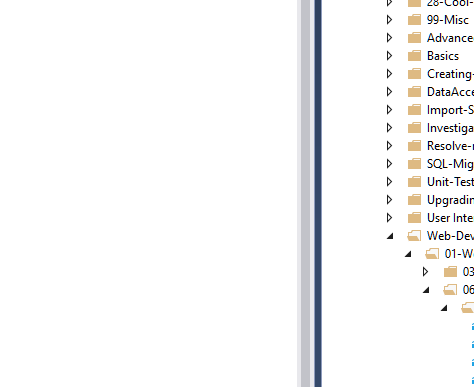 28-Cool-
99-Misc
Advance
Basics
Creating-
DataAcce
Import-S
Investiga
Resolve-
SQL-Mig
Unit-Test
Upgradin
User Inte
Web-Dev
01-W
03
06